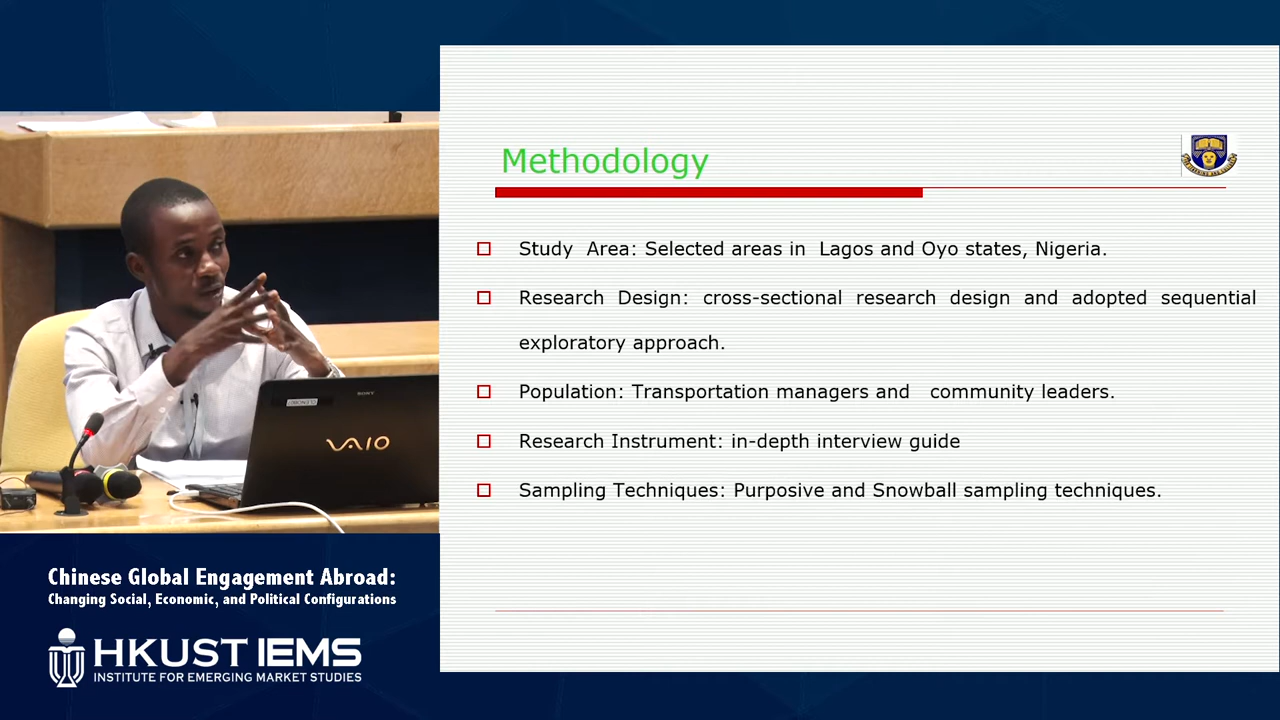 Methodology
Study Area: Selected areas in Lagos and Oyo states, Nigeria.
Research Design: cross-sectional research design and adopted sequential
exploratory approach.
Population: Transportation managers and community leaders.
Research Instrument: in-depth interview guide
Sampling Techniques: Purposive and Snowball sampling techniques.
SONY
VAIO
Chinese Global Engagement Abroad:
Changing Social, Economic, and Political Configurations
HKUST IEMS
INSTITUTE FOR EMERGING MARKET STUDIES